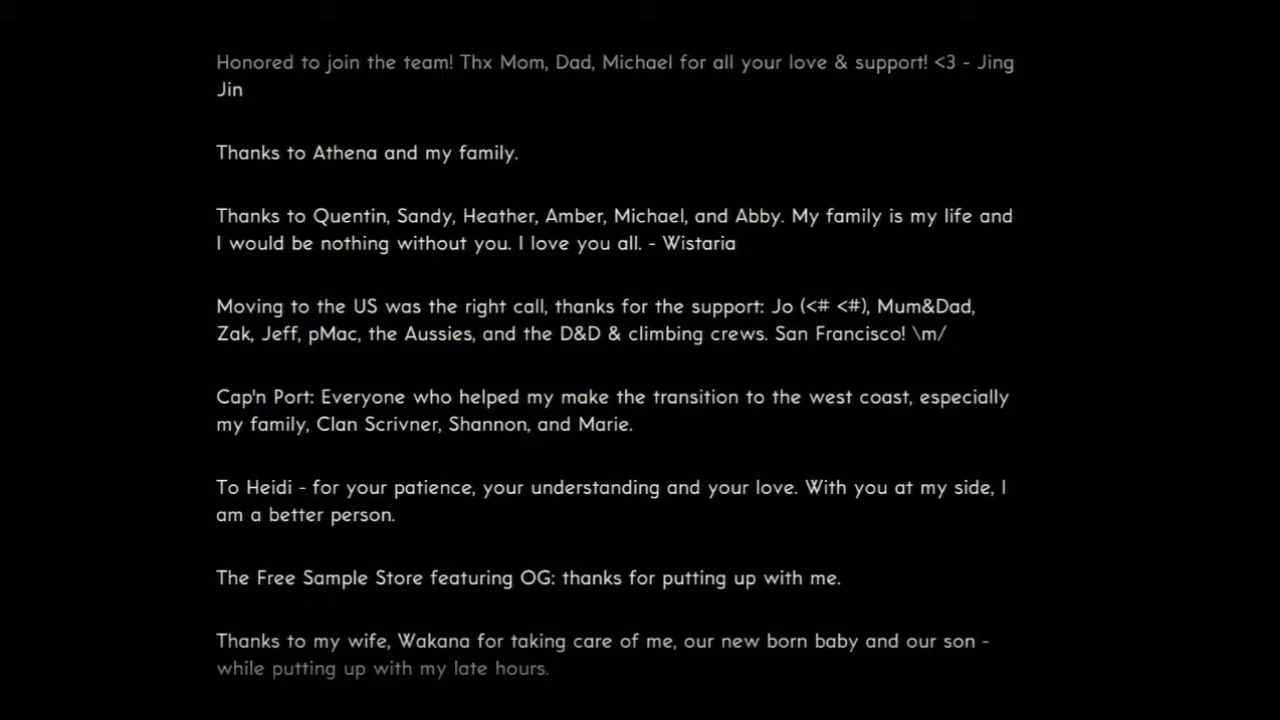 Honored to join the team! Thx Mom, Dad, Michael for all your love & support! <3 - Jing
Jin
Thanks to Athena and my family.
Thanks to Quentin, Sandy, Heather, Amber, Michael, and Abby. My family is my life and
I would be nothing without you. I love you all. - Wistaria
Moving to the US was the right call, thanks for the support: Jo (<# <#), Mum&Dad,
Zak, Jeff, pMac, the Aussies, and the D&D & climbing crews. San Francisco! \m/
Cap'n Port: Everyone who helped my make the transition to the west coast, especially
my family, Clan Scrivner, Shannon, and Marie.
To Heidi - for your patience, your understanding and your love. With you at my side, I
am a better person.
The Free Sample Store featuring OG: thanks for putting up with me.
Thanks to my wife, Wakana for taking care of me, our new born baby and our son -
while putting up with my late hours.